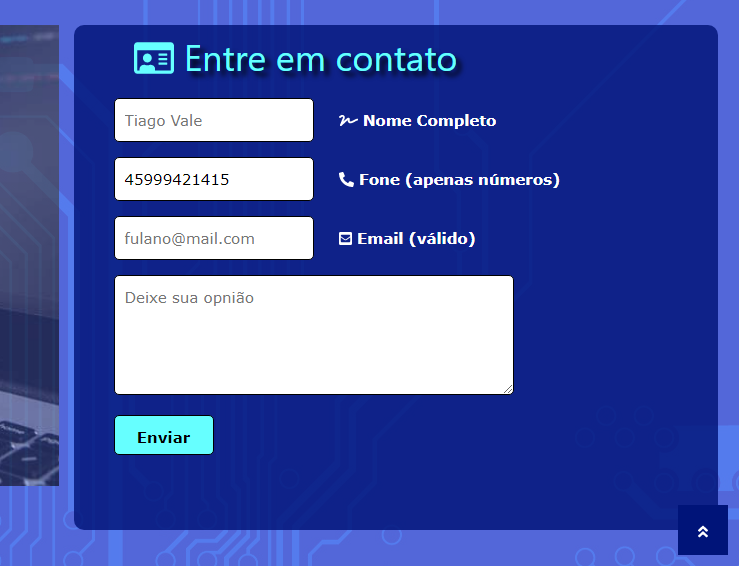 Entre em contato
Tiago Vale Nome Completo
45999421415 Fone (apenas números)
fulano@mail.com Email (válido)
Deixe sua opnião
Enviar